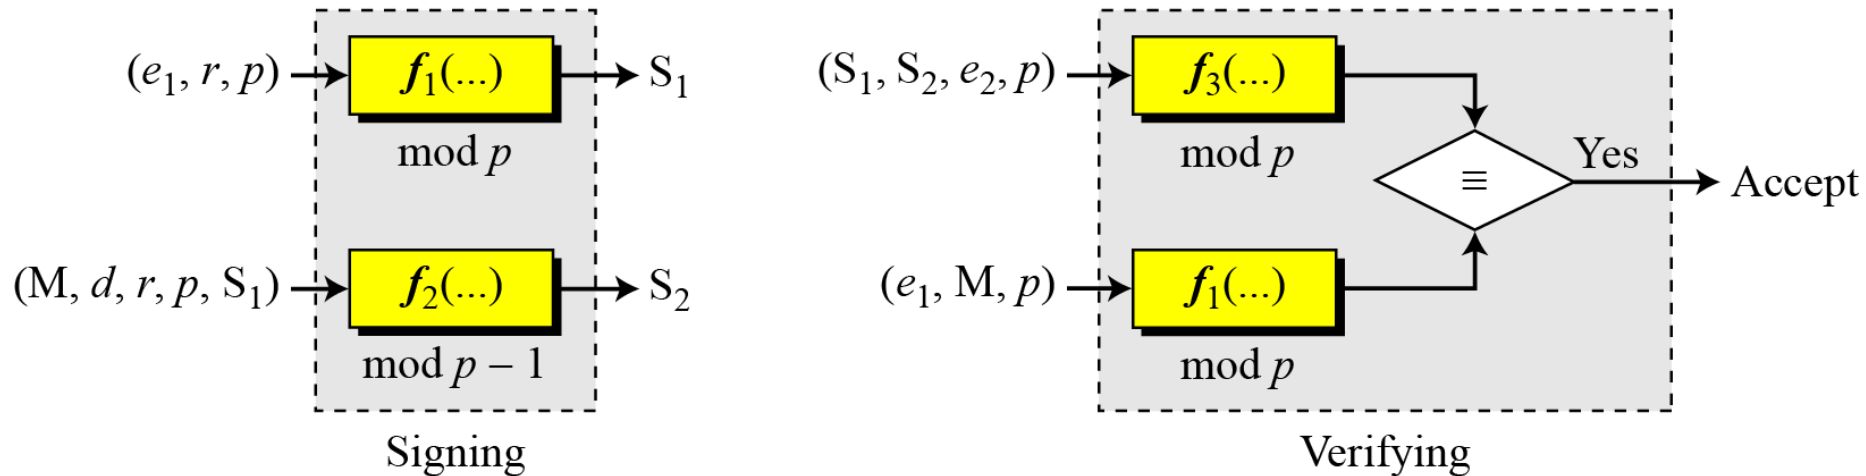 (e₁, r, p) f₁(...) S₁
mod p
(M, d, r, p, S₁) f₂(...) S₂
mod p – 1
Signing
(S₁, S₂, e₂, p) f₃(...)
mod p
≡ Yes Accept
(e₁, M, p) f₁(...)
mod p
Verifying